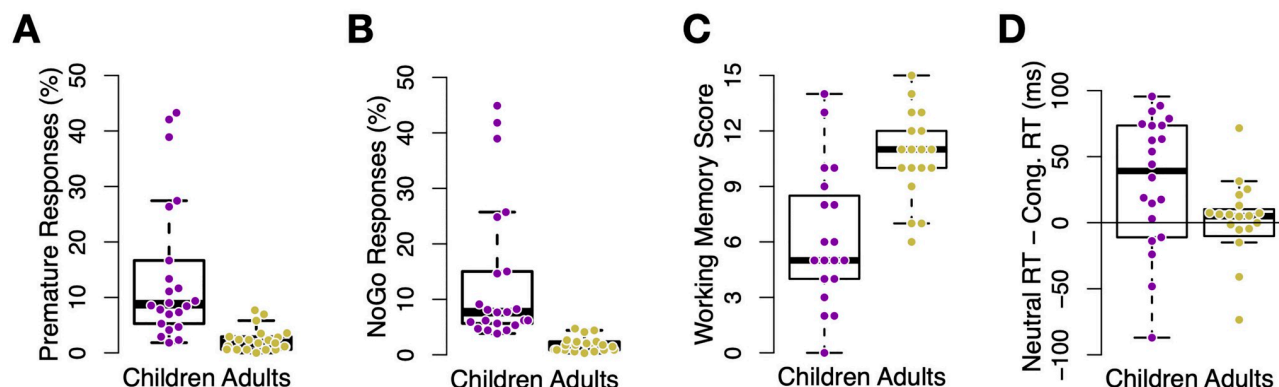 A
Premature Responses (%)
50
40
30
20
10
0
Children Adults
B
NoGo Responses (%)
50
40
30
20
10
0
Children Adults
C
Working Memory Score
15
12
9
6
3
0
Children Adults
D
Neutral RT − Cong. RT (ms)
100
50
0
−50
−100
Children Adults